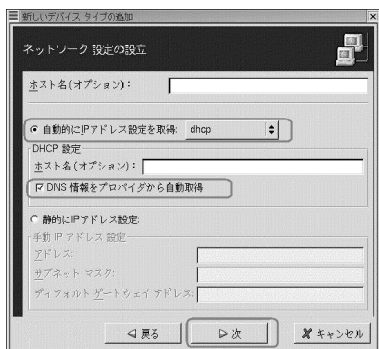 新しいデバイス タイプの追加
ネットワーク 設定の設立
ホスト名(オプション):
自動的にIPアドレス設定を取得: dhcp
DHCP 設定
ホスト名(オプション):
DNS 情報をプロバイダから自動取得
静的にIPアドレス設定:
手動 IP アドレス 設定
アドレス:
サブネット マスク:
ディフォルト ゲートウェイ アドレス:
戻る 次 キャンセル